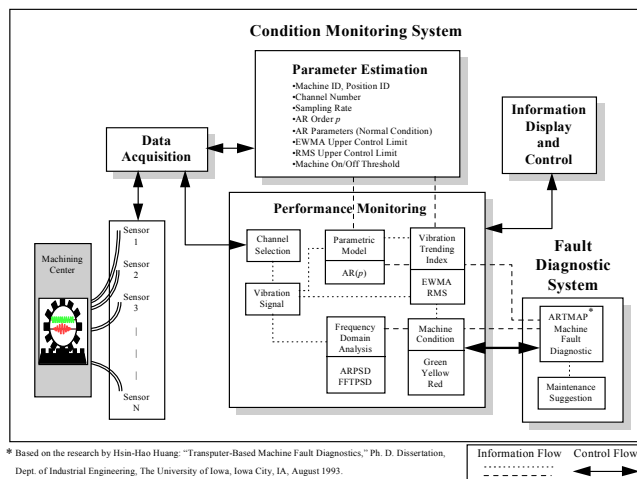 Condition Monitoring System
Parameter Estimation
•Machine ID, Position ID
•Channel Number
•Sampling Rate
•AR Order p
•AR Parameters (Normal Condition)
•EWMA Upper Control Limit
•RMS Upper Control Limit
•Machine On/Off Threshold
Data
Acquisition
Information
Display
and
Control
Performance Monitoring
Channel
Selection
Parametric
Model
AR(p)
Vibration
Trending
Index
EWMA
RMS
Vibration
Signal
Frequency
Domain
Analysis
ARPSD
FFTPSD
Machine
Condition
Green
Yellow
Red
Fault
Diagnostic
System
ARTMAP*
Machine
Fault
Diagnostic
Maintenance
Suggestion
Machining
Center
Sensor
1
Sensor
2
Sensor
3
Sensor
N
* Based on the research by Hsin-Hao Huang: “Transputer-Based Machine Fault Diagnostics,” Ph. D. Dissertation,
Dept. of Industrial Engineering, The University of Iowa, Iowa City, IA, August 1993.
Information Flow
Control Flow